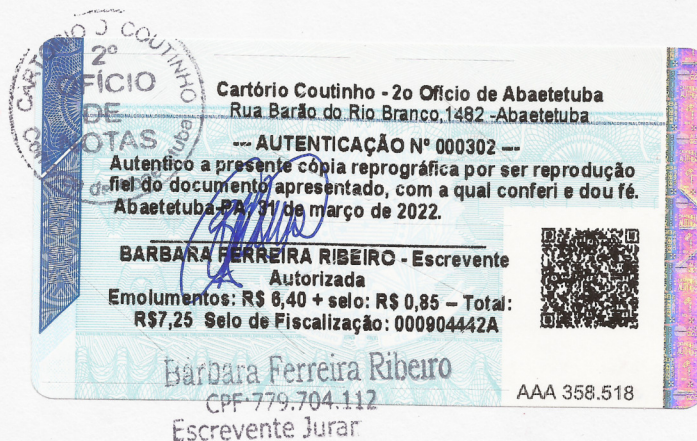 CARTÓRIO J COUTINHO
2º
OFÍCIO
DE
NOTAS
Cartório Coutinho - 2o Ofício de Abaetetuba
Rua Barão do Rio Branco,1482 -Abaetetuba
--- AUTENTICAÇÃO Nº 000302 ---
Autentico a presente cópia reprográfica por ser reprodução
fiel do documento apresentado, com a qual conferi e dou fé.
Abaetetuba-PA, 31 de março de 2022.
BARBARA FERREIRA RIBEIRO - Escrevente
Autorizada
Emolumentos: R$ 6,40 + selo: R$ 0,85 – Total:
R$7,25 Selo de Fiscalização: 000904442A
Bárbara Ferreira Ribeiro
CPF 779.704.112
Escrevente Jurar
AAA 358.518